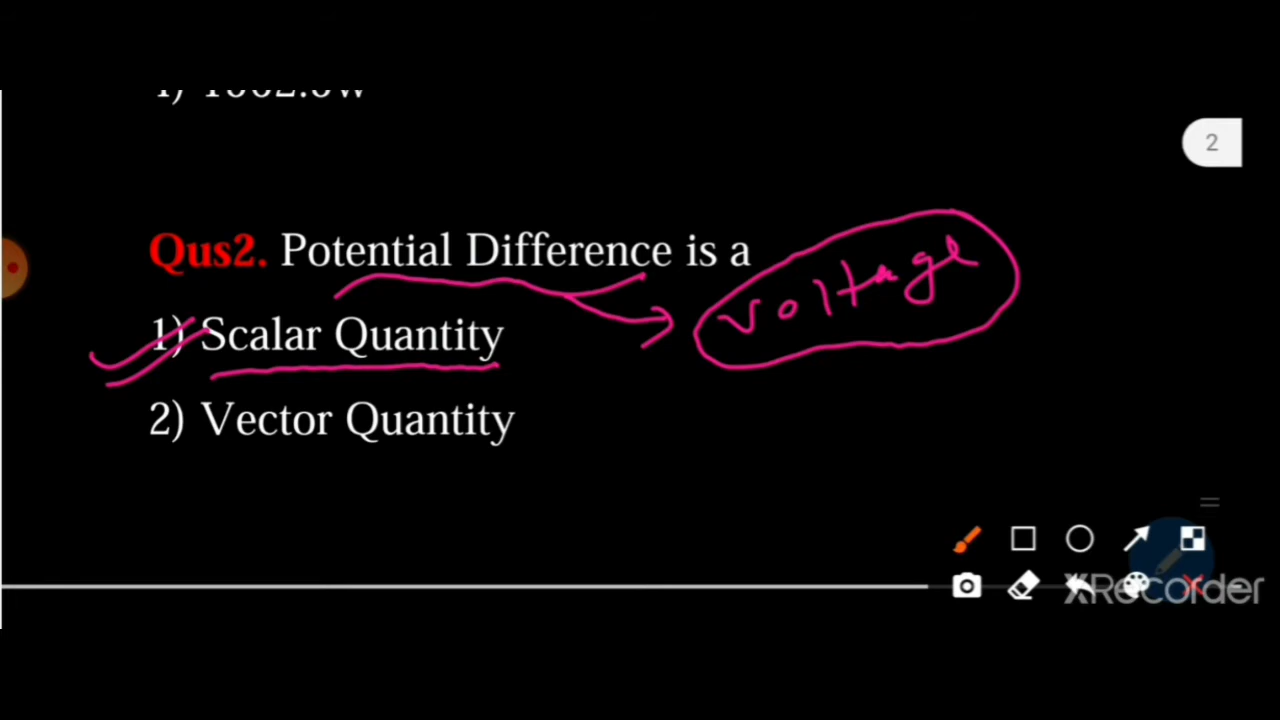 2
Qus2. Potential Difference is a
voltage
1) Scalar Quantity
2) Vector Quantity
XRecorder